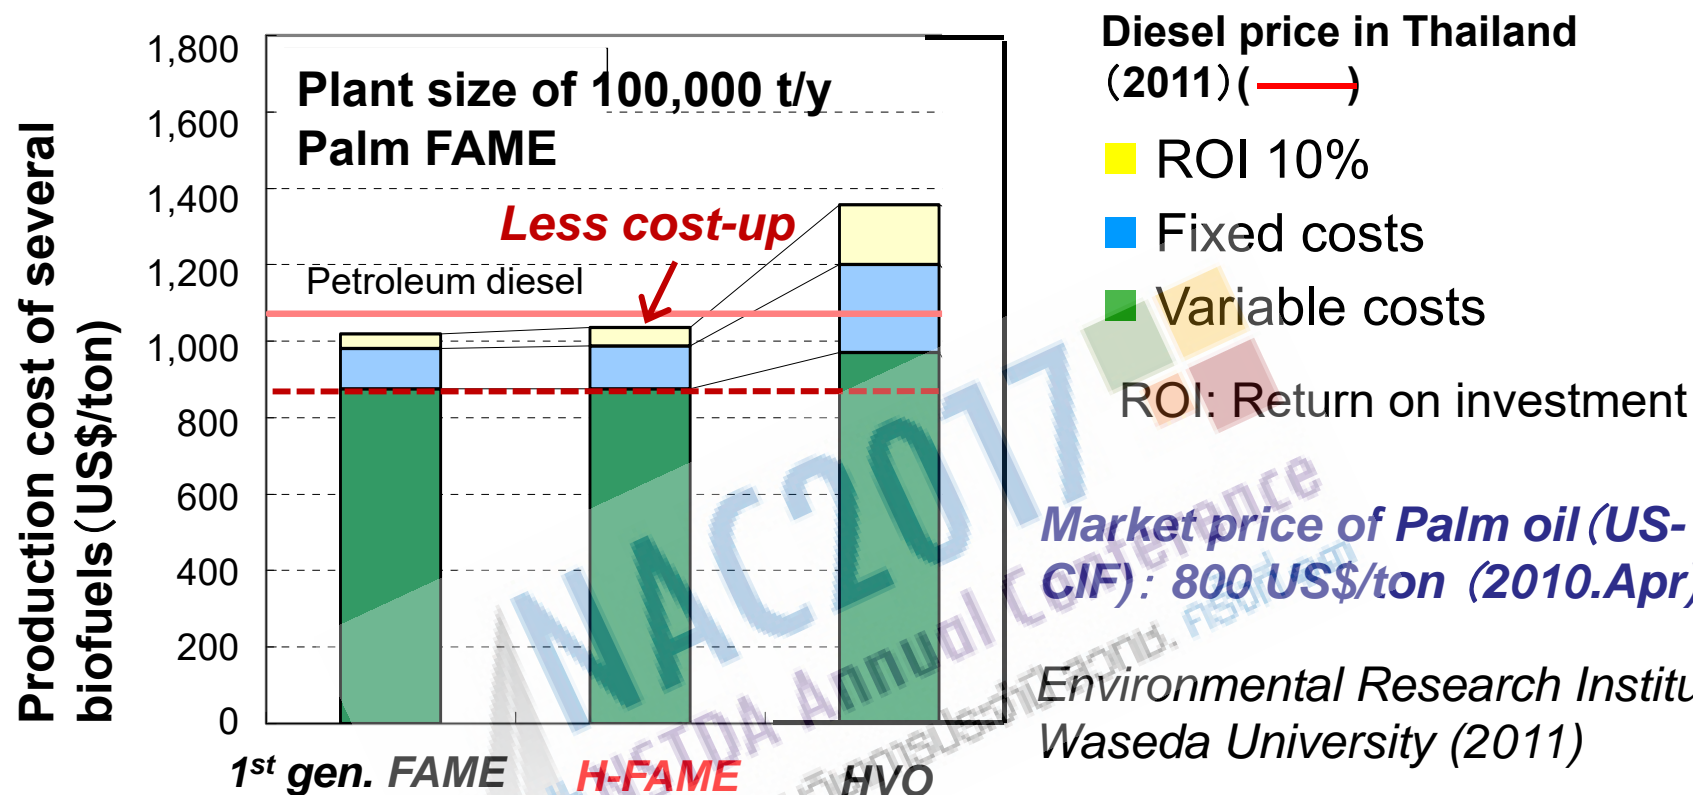 Production cost of several
biofuels（US$/ton）
1,800
1,600
1,400
1,200
1,000
800
600
400
200
0
Plant size of 100,000 t/y
Palm FAME
Less cost-up
Petroleum diesel
1st gen. FAME
H-FAME
HVO
Diesel price in Thailand
（2011）( )
ROI 10%
Fixed costs
Variable costs
ROI: Return on investment
Market price of Palm oil（US-
CIF）: 800 US$/ton（2010.Apr）
Environmental Research
Waseda University (2011)
NAC2017
NSTDA Annual Conference